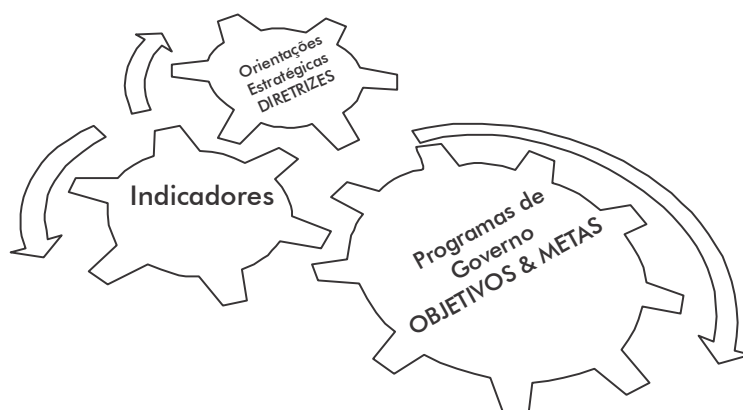 Orientações
Estratégicas
DIRETRIZES
Indicadores
Programas de
Governo
OBJETIVOS & METAS